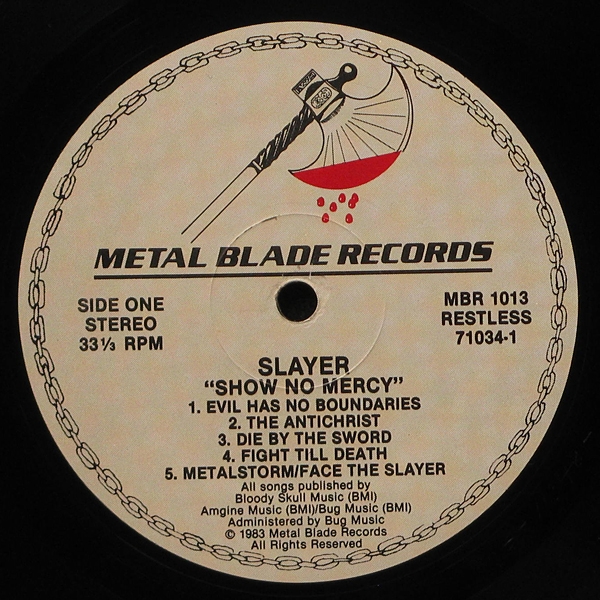 METAL BLADE RECORDS
SIDE ONE
STEREO
33⅓ RPM
MBR 1013
RESTLESS
71034-1
SLAYER
“SHOW NO MERCY”
1. EVIL HAS NO BOUNDARIES
2. THE ANTICHRIST
3. DIE BY THE SWORD
4. FIGHT TILL DEATH
5. METALSTORM/FACE THE SLAYER
All songs published by
Bloody Skull Music (BMI)
Amgine Music (BMI)/Bug Music (BMI)
Administered by Bug Music
© 1983 Metal Blade Records
All Rights Reserved